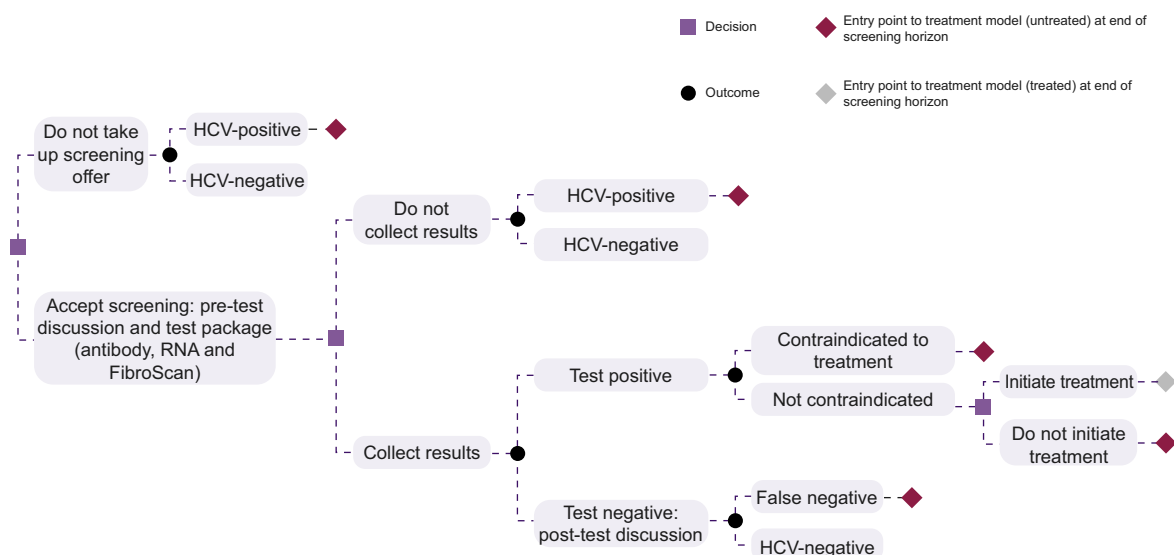 Decision
Entry point to treatment model (untreated) at end of
screening horizon
Outcome
Entry point to treatment model (treated) at end of
screening horizon
Do not take
up screening
offer
HCV-positive
HCV-negative
Accept screening: pre-test
discussion and test package
(antibody, RNA and
FibroScan)
Do not
collect results
HCV-positive
HCV-negative
Collect results
Test positive
Contraindicated to
treatment
Not contraindicated
Initiate treatment
Do not initiate
treatment
Test negative:
post-test discussion
False negative
HCV-negative